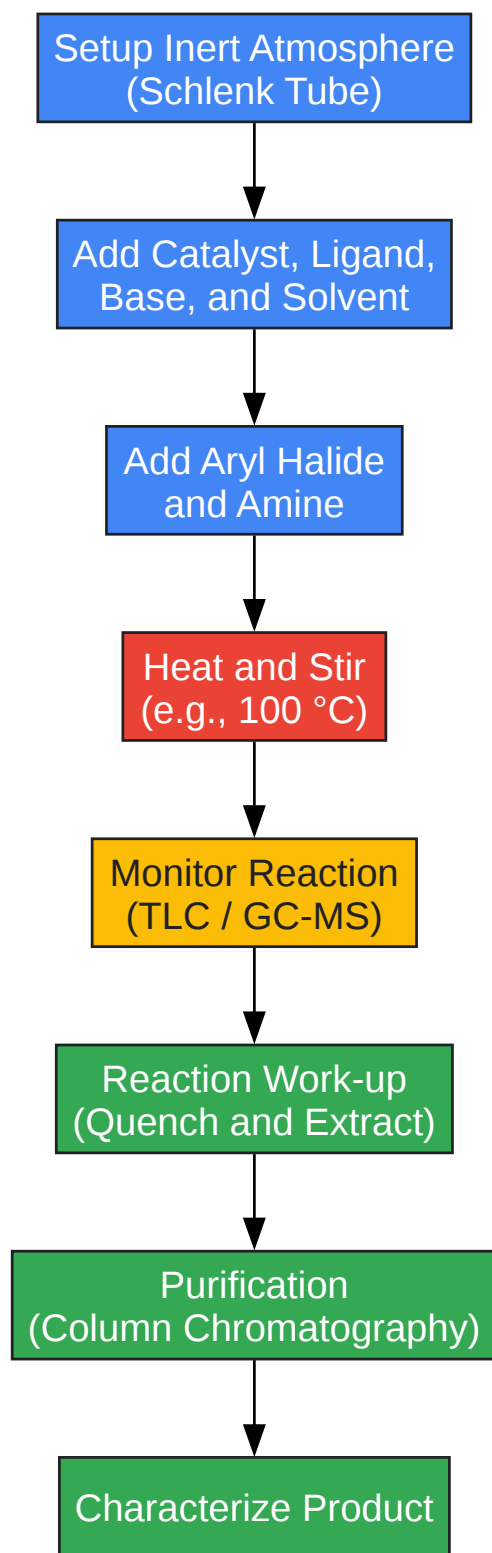 Setup Inert Atmosphere
(Schlenk Tube)
Add Catalyst, Ligand,
Base, and Solvent
Add Aryl Halide
and Amine
Heat and Stir
(e.g., 100 °C)
Monitor Reaction
(TLC / GC-MS)
Reaction Work-up
(Quench and Extract)
Purification
(Column Chromatography)
Characterize Product